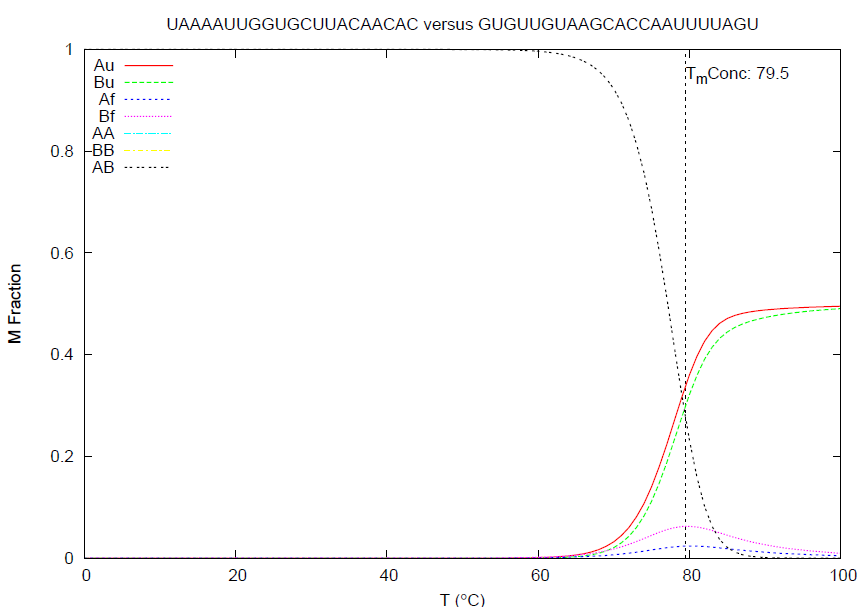 UAAAAUUGGUGCUUACAACAC versus GUGUUGUAAGCACCAAUUUUAGU
1
0.8
0.6
0.4
0.2
0
M Fraction
Au
Bu
Af
Bf
AA
BB
AB
TmConc: 79.5
0 20 40 60 80 100
T (°C)